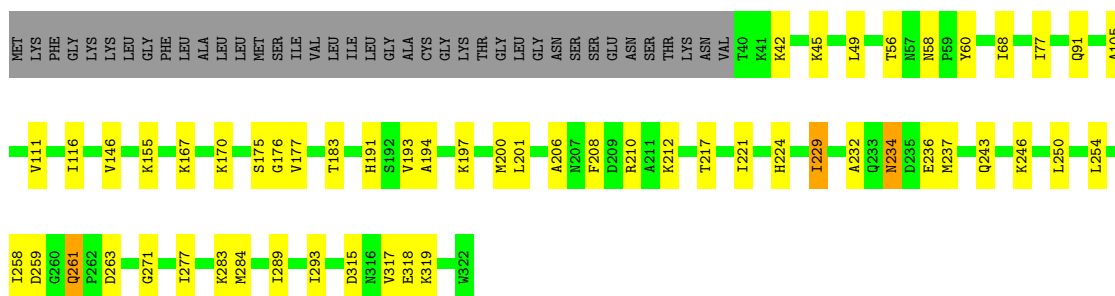 MET LYS PHE GLY LYS LYS LEU GLY PHE LEU ALA LEU LEU MET SER ILE VAL LEU ILE LEU GLY ALA CYS GLY LYS THR GLY LEU GLY ASN SER SER GLU ASN SER THR LYS ASN VAL T40 K41 K42 K45 L49 T56 N57 N58 P59 Y60 I68 I77 Q91 A105
V111 I116 V146 K155 K167 K170 S175 G176 V177 T183 H191 S192 V193 A194 K197 M200 L201 A206 N207 F208 D209 R210 A211 K212 T217 I221 H224 I229 A232 Q233 N234 D235 E236 M237 Q243 K246 L250 L254
I258 D259 G260 Q261 P262 D263 G271 I277 K283 M284 I289 I293 D315 N316 V317 E318 K319 W322